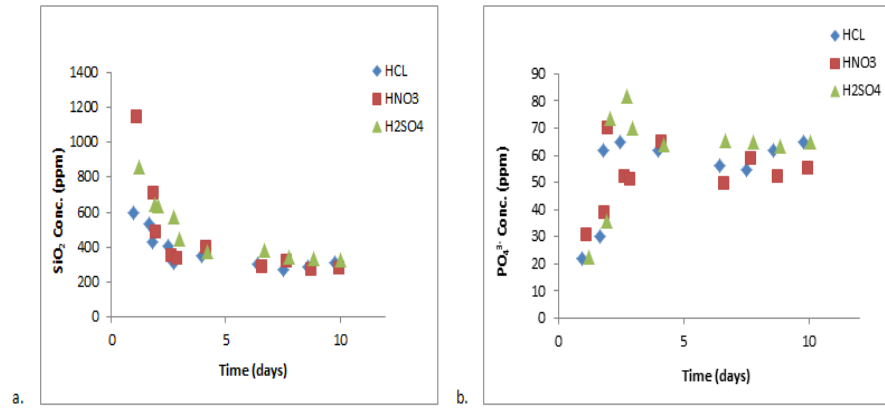 a.
SiO₂ Conc. (ppm)
1400
1200
1000
800
600
400
200
0
0 5 10
Time (days)
HCL
HNO3
H2SO4
b.
PO₄³⁻ Conc. (ppm)
90
80
70
60
50
40
30
20
10
0
0 5 10
Time (days)
HCL
HNO3
H2SO4